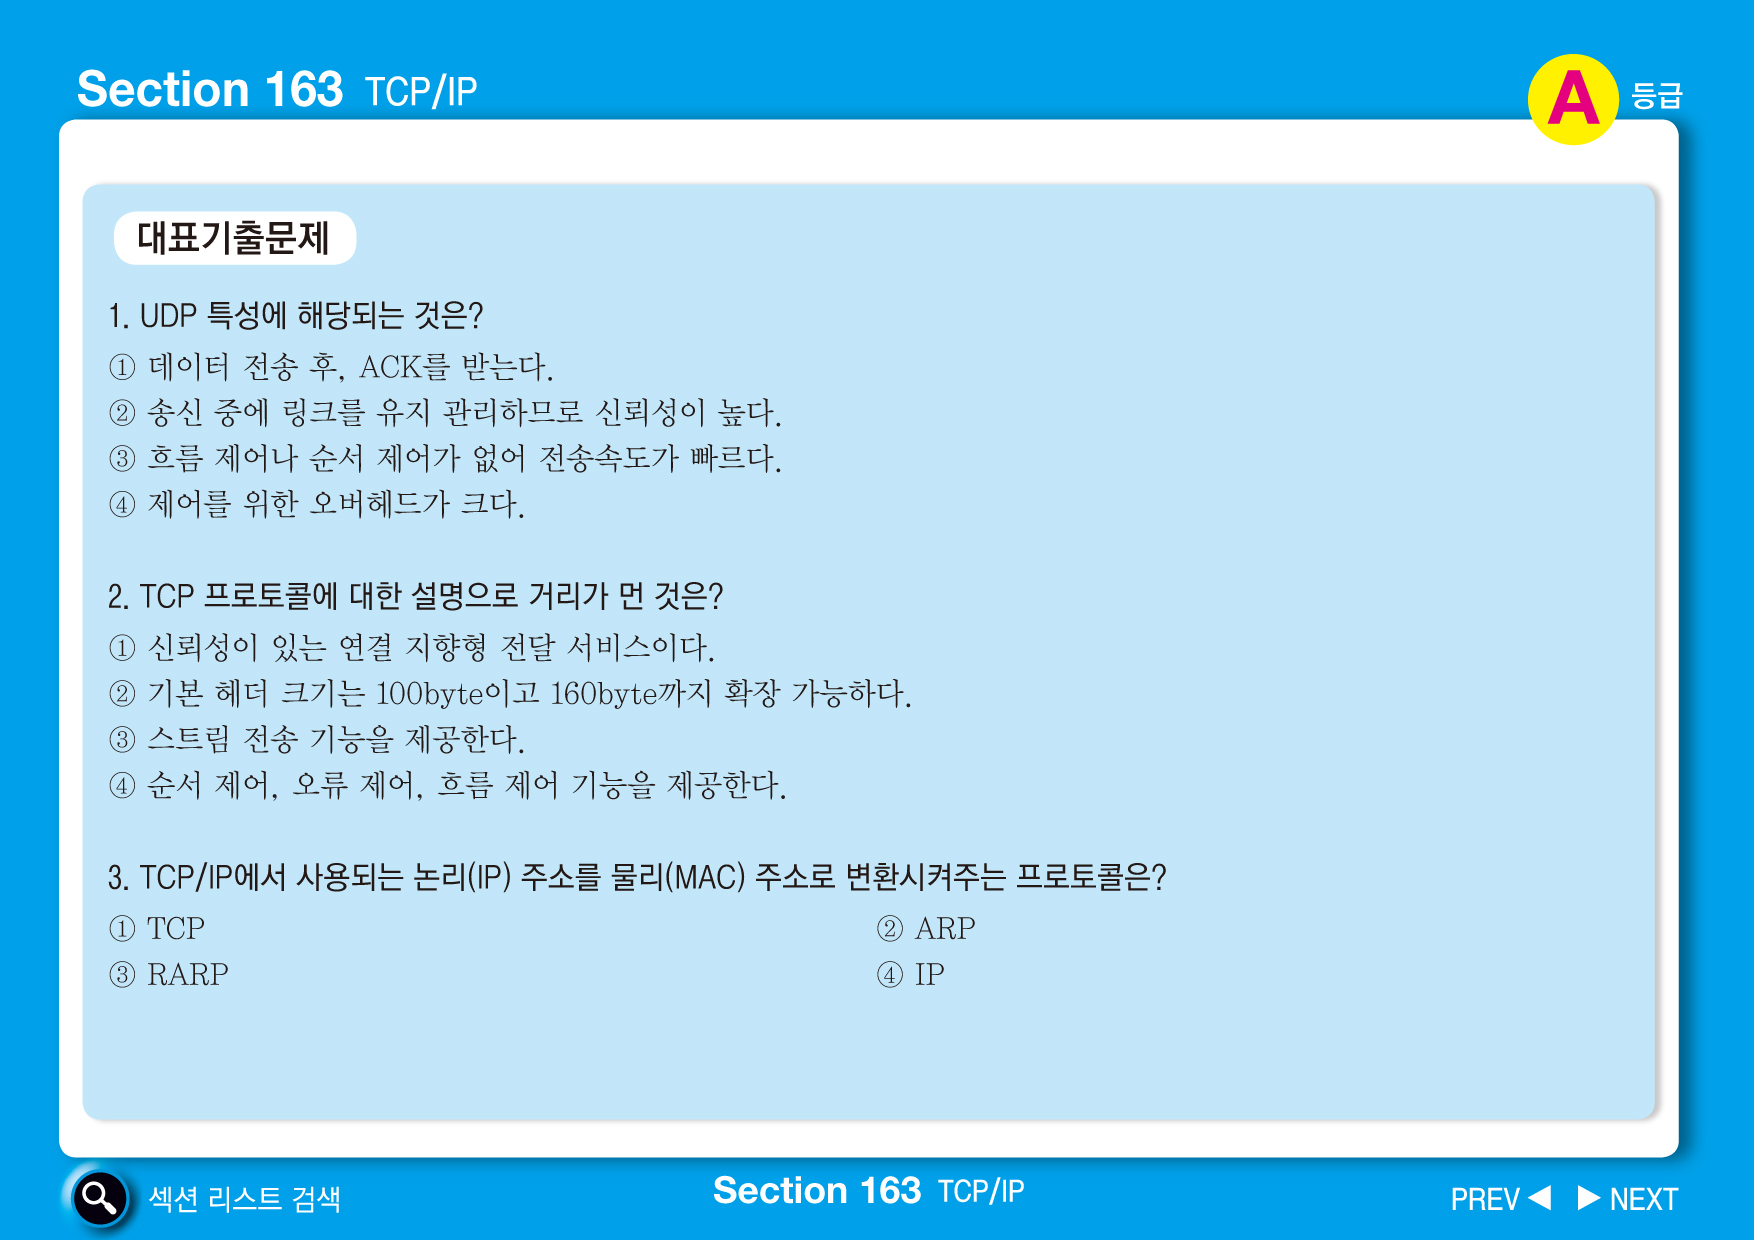 Section 163 TCP/IP
A 등급
대표기출문제
1. UDP 특성에 해당되는 것은?
① 데이터 전송 후, ACK를 받는다.
② 송신 중에 링크를 유지 관리하므로 신뢰성이 높다.
③ 흐름 제어나 순서 제어가 없어 전송속도가 빠르다.
④ 제어를 위한 오버헤드가 크다.
2. TCP 프로토콜에 대한 설명으로 거리가 먼 것은?
① 신뢰성이 있는 연결 지향형 전달 서비스이다.
② 기본 헤더 크기는 100byte이고 160byte까지 확장 가능하다.
③ 스트림 전송 기능을 제공한다.
④ 순서 제어, 오류 제어, 흐름 제어 기능을 제공한다.
3. TCP/IP에서 사용되는 논리(IP) 주소를 물리(MAC) 주소로 변환시켜주는 프로토콜은?
① TCP ② ARP
③ RARP ④ IP
섹션 리스트 검색 Section 163 TCP/IP PREV◀ ▶NEXT